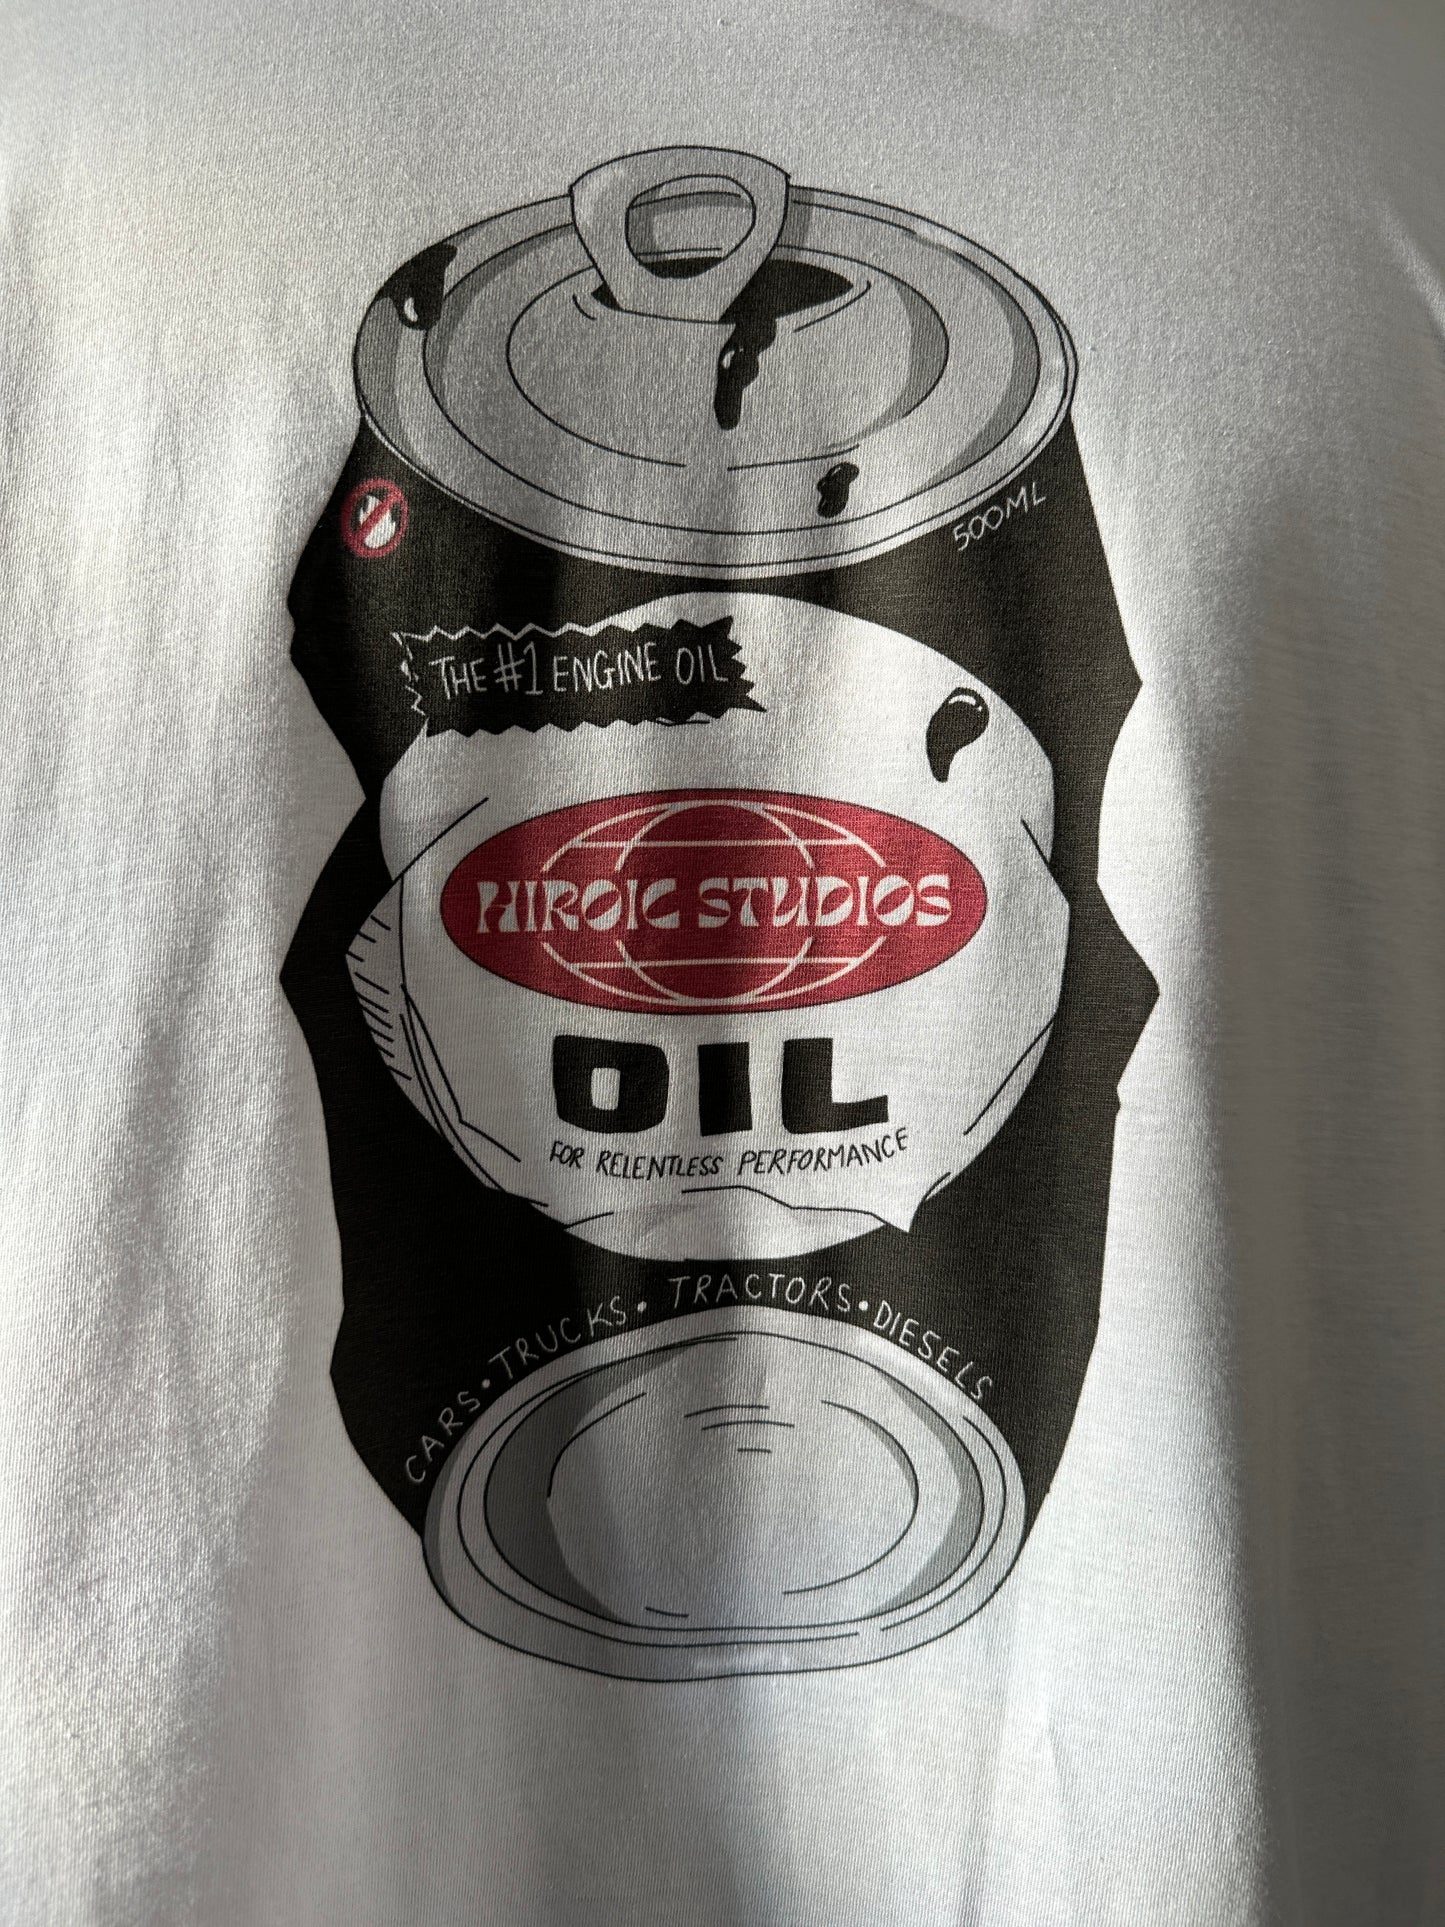 500ML
THE #1 ENGINE OIL
HIROIC STUDIOS
OIL
FOR RELENTLESS PERFORMANCE
CARS • TRUCKS • TRACTORS • DIESELS